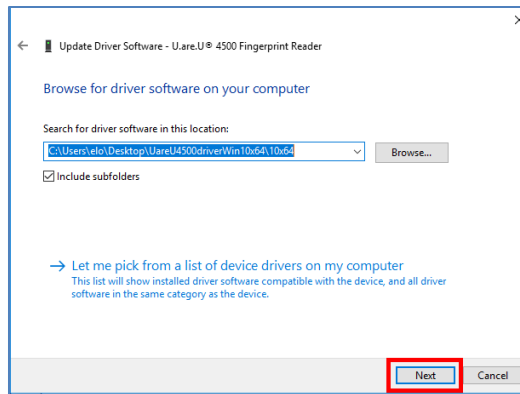 Update Driver Software - U.are.U® 4500 Fingerprint Reader
Browse for driver software on your computer
Search for driver software in this location:
C:\Users\elo\Desktop\UareU4500driverWin10x64\10x64
Browse...
Include subfolders
Let me pick from a list of device drivers on my computer
This list will show installed driver software compatible with the device, and all driver
software in the same category as the device.
Next
Cancel